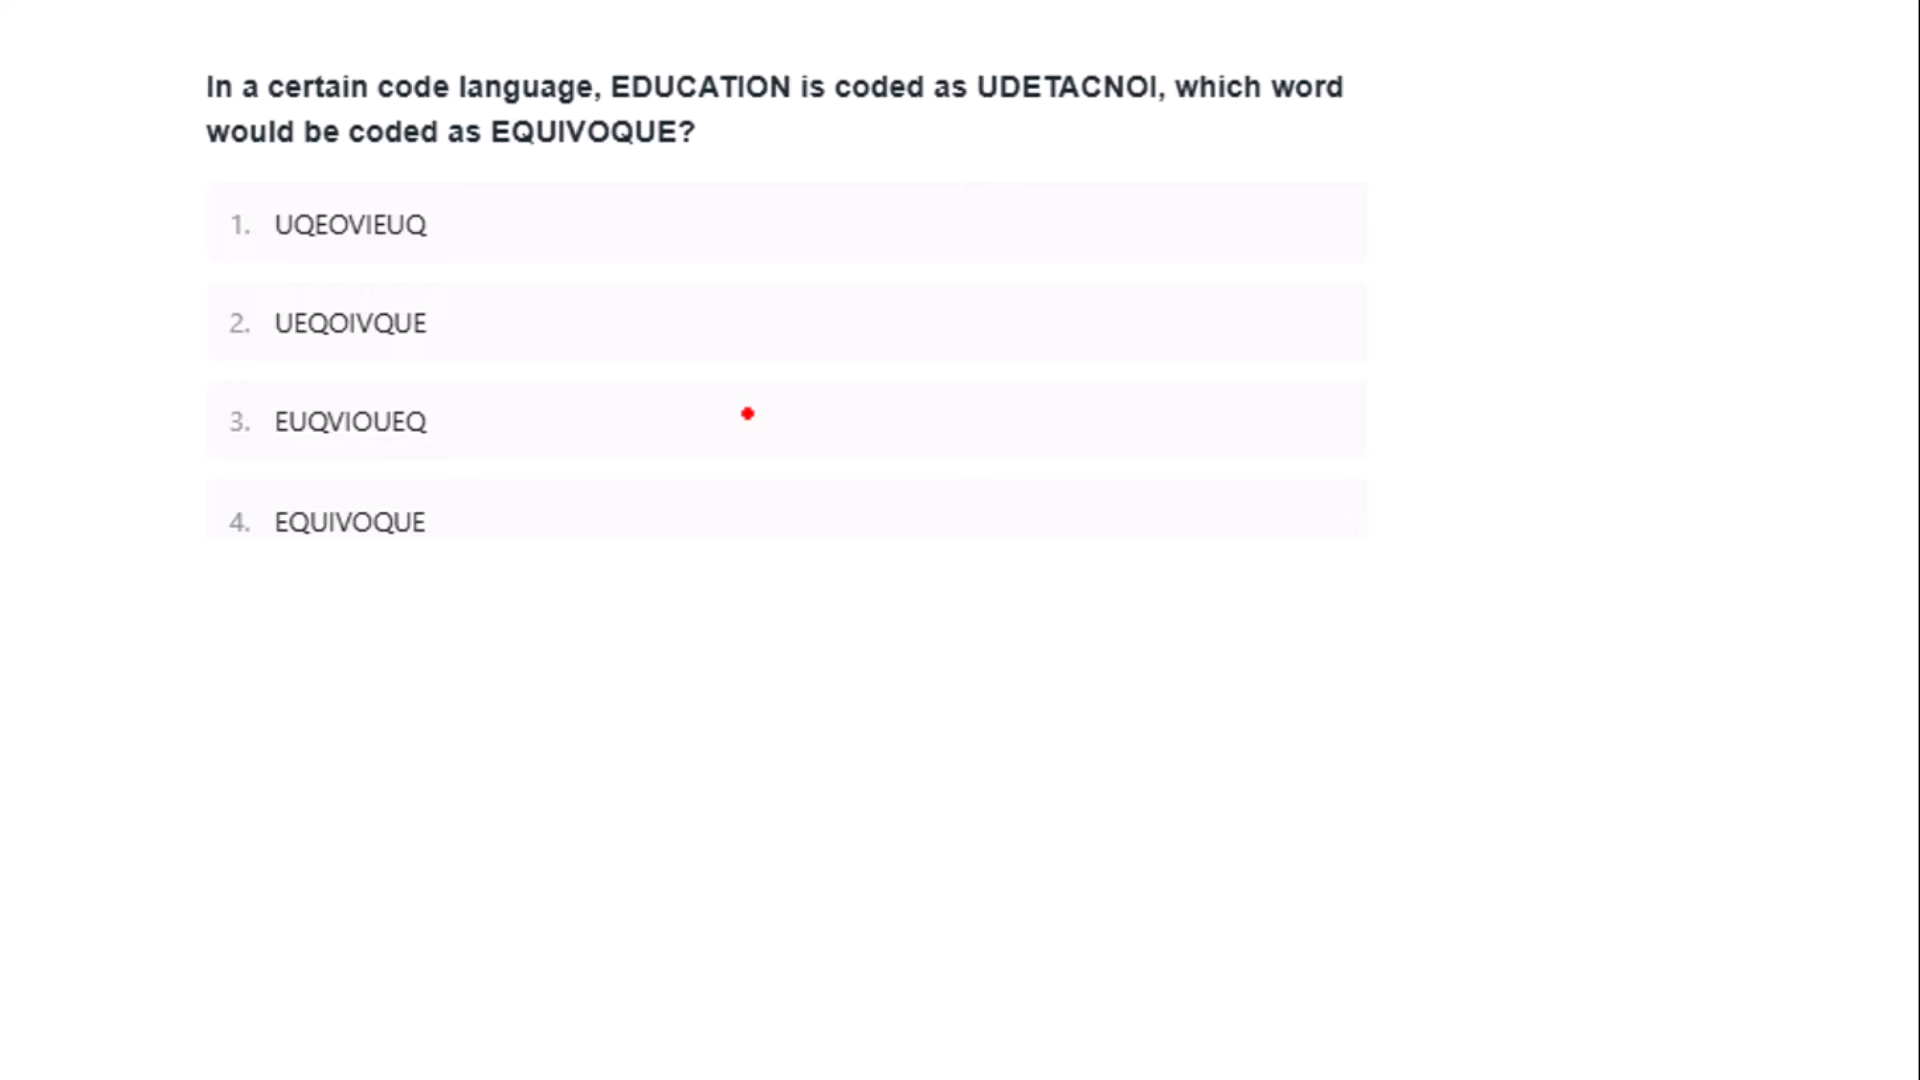 In a certain code language, EDUCATION is coded as UDETACNOI, which word
would be coded as EQUIVOQUE?
1. UQEOVIEUQ
2. UEQOIVQUE
3. EUQVIOUEQ
4. EQUIVOQUE